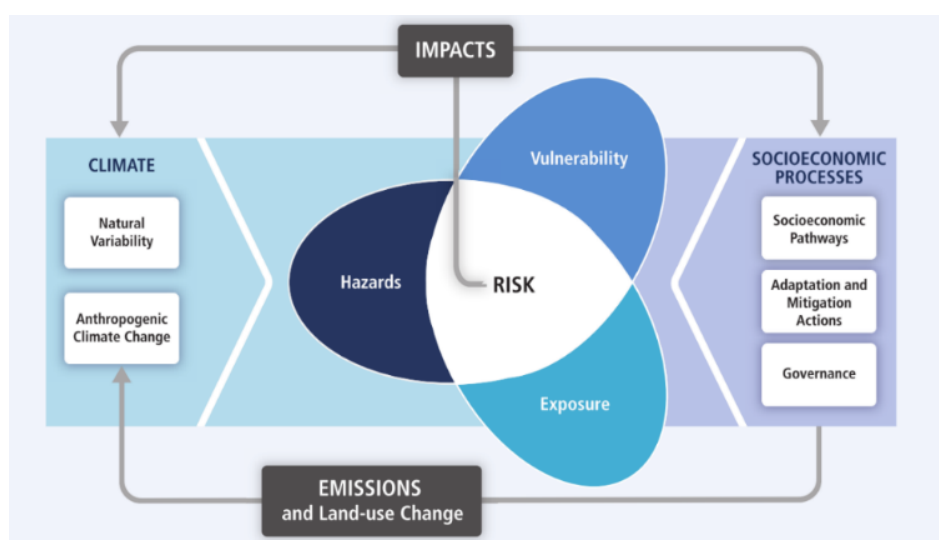 IMPACTS
CLIMATE
Natural
Variability
Anthropogenic
Climate Change
Vulnerability
Hazards
RISK
Exposure
SOCIOECONOMIC
PROCESSES
Socioeconomic
Pathways
Adaptation and
Mitigation
Actions
Governance
EMISSIONS
and Land-use Change